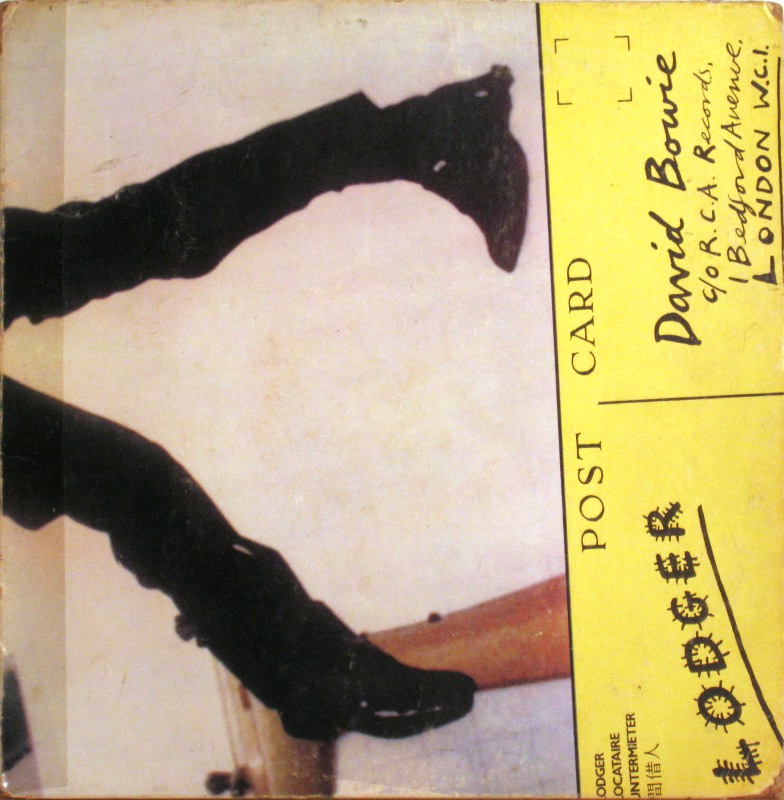 POST CARD
David Bowie
c/o R.C.A. Records,
1 Bedford Avenue,
LONDON W.C.1.
LODGER
ODGER
OCATAIRE
UNTERMIETER
間借人